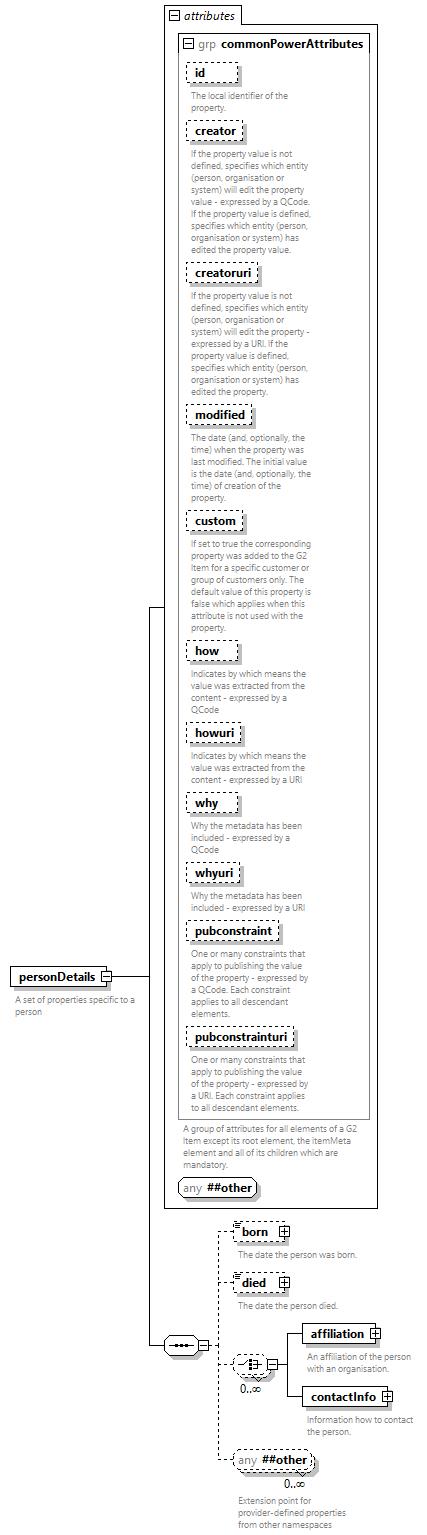 attributes
grp commonPowerAttributes
id
The local identifier of the
property.
creator
If the property value is not
defined, specifies which entity
(person, organisation or
system) will edit the property
value - expressed by a QCode.
If the property value is defined,
specifies which entity (person,
organisation or system) has
edited the property value.
creatoruri
If the property value is not
defined, specifies which entity
(person, organisation or
system) will edit the property -
expressed by a URI. If the
property value is defined,
specifies which entity (person,
organisation or system) has
edited the property.
modified
The date (and, optionally, the
time) when the property was
last modified. The initial value
is the date (and, optionally, the
time) of creation of the
property.
custom
If set to true the corresponding
property was added to the G2
Item for a specific customer or
group of customers only. The
default value of this property is
false which applies when this
attribute is not used with the
property.
how
Indicates by which means the
value was extracted from the
content - expressed by a
QCode
howuri
Indicates by which means the
value was extracted from the
content - expressed by a URI
why
Why the metadata has been
included - expressed by a
QCode
whyuri
Why the metadata has been
included - expressed by a URI
pubconstraint
One or many constraints that
apply to publishing the value
of the property - expressed by
a QCode. Each constraint
applies to all descendant
elements.
pubconstrainturi
One or many constraints that
apply to publishing the value
of the property - expressed by
a URI. Each constraint applies
to all descendant elements.
A group of attributes for all elements of a G2
Item except its root element, the itemMeta
element and all of its children which are
mandatory.
any ##other
personDetails
A set of properties specific to a
person
born
The date the person was born.
died
The date the person died.
0..∞
affiliation
An affiliation of the person
with an organisation.
contactInfo
Information how to contact
the person.
any ##other
0..∞
Extension point for
provider-defined properties
from other namespaces